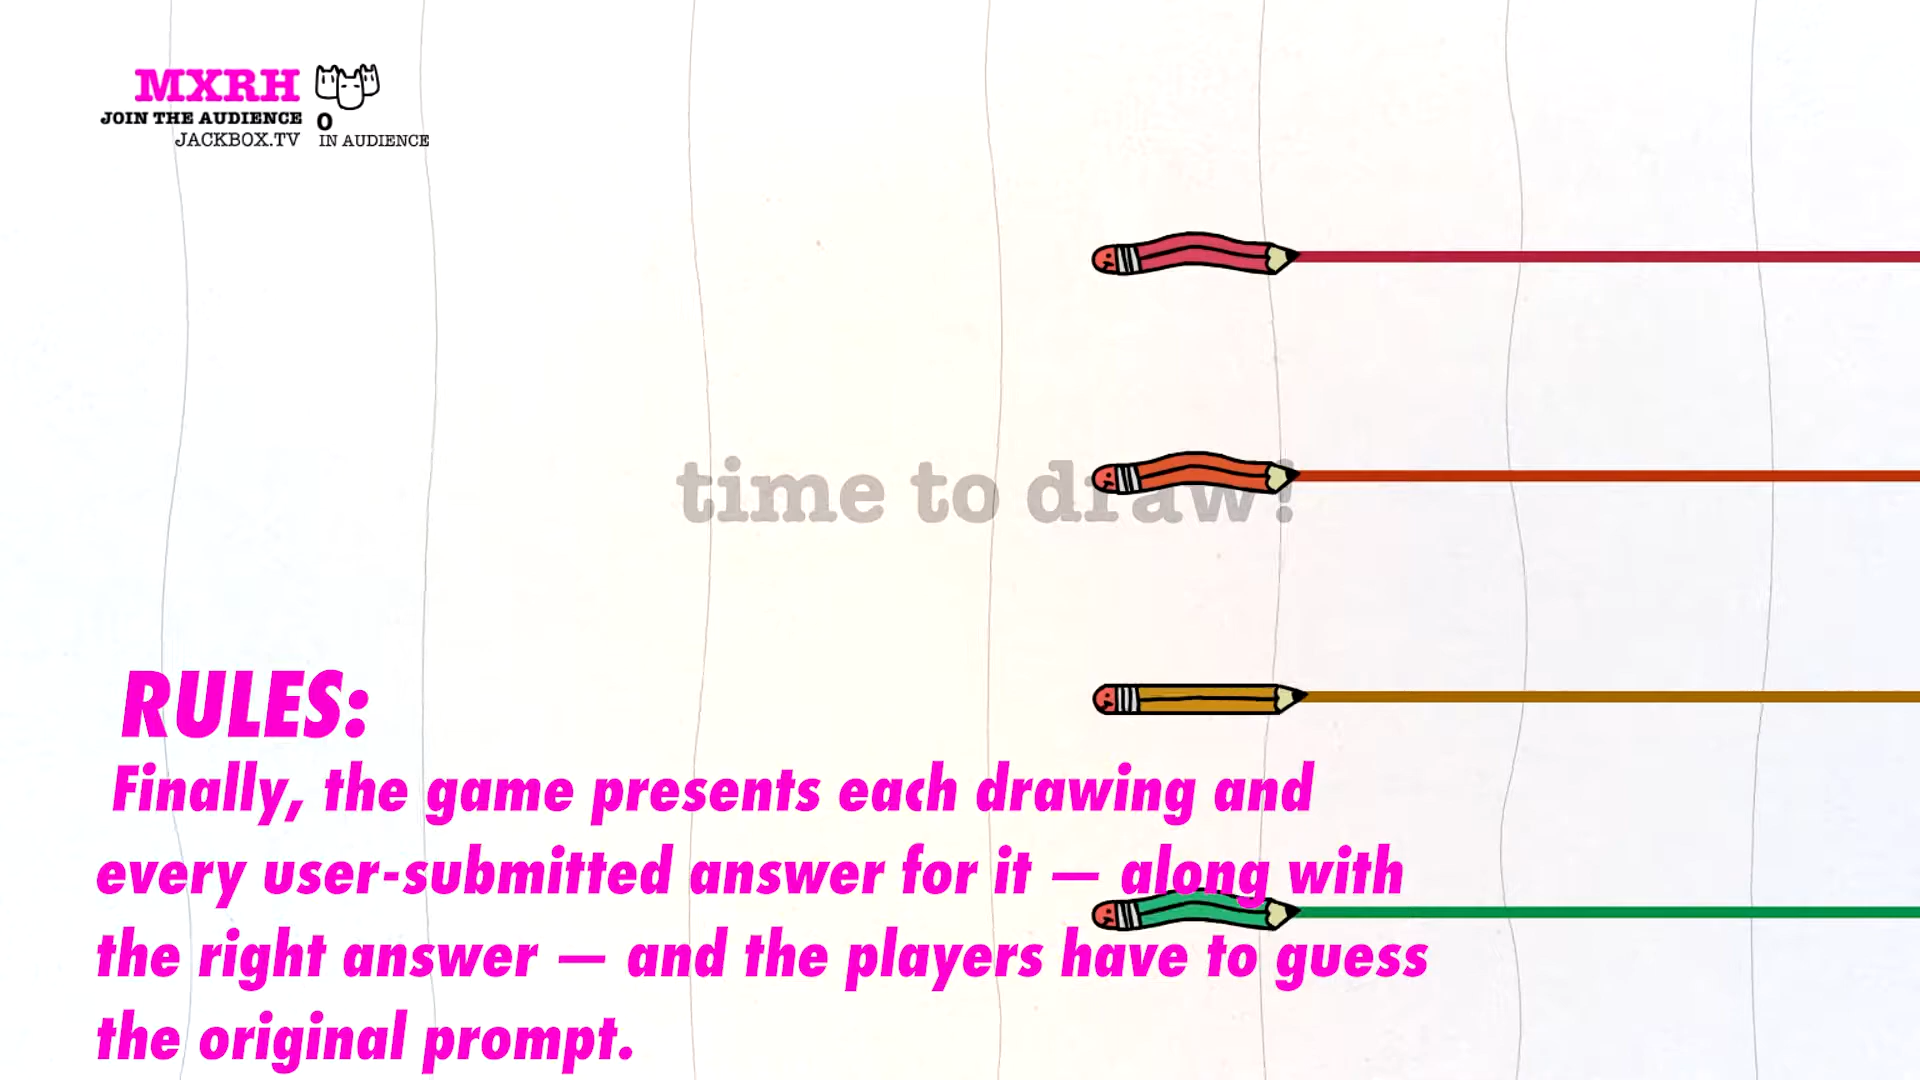 MXRH
JOIN THE AUDIENCE
JACKBOX.TV
0
IN AUDIENCE
time to draw!
RULES:
Finally, the game presents each drawing and
every user-submitted answer for it — along with
the right answer — and the players have to guess
the original prompt.